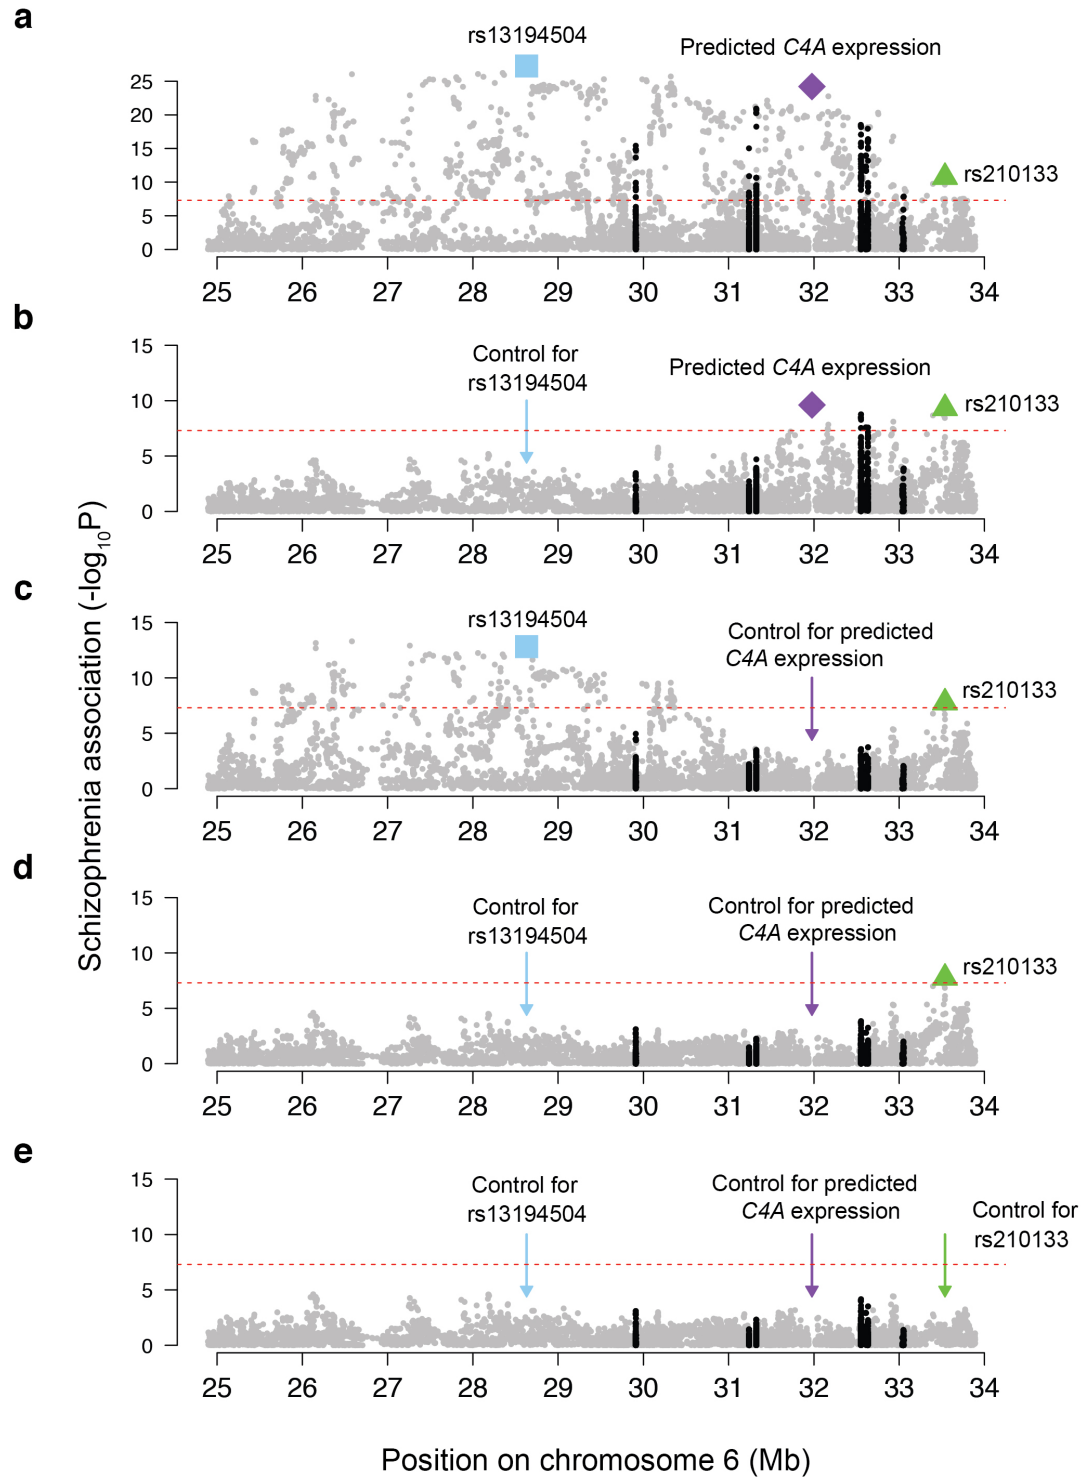 a
rs13194504
Predicted C4A expression
rs210133
25
20
15
10
5
0
25 26 27 28 29 30 31 32 33 34
b
Control for
rs13194504
Predicted C4A expression
rs210133
15
10
5
0
25 26 27 28 29 30 31 32 33 34
c
rs13194504
Control for predicted
C4A expression
rs210133
15
10
5
0
25 26 27 28 29 30 31 32 33 34
d
Control for
rs13194504
Control for predicted
C4A expression
rs210133
15
10
5
0
25 26 27 28 29 30 31 32 33 34
e
Control for
rs13194504
Control for predicted
C4A expression
Control for
rs210133
15
10
5
0
25 26 27 28 29 30 31 32 33 34
Schizophrenia association (-log10P)
Position on chromosome 6 (Mb)